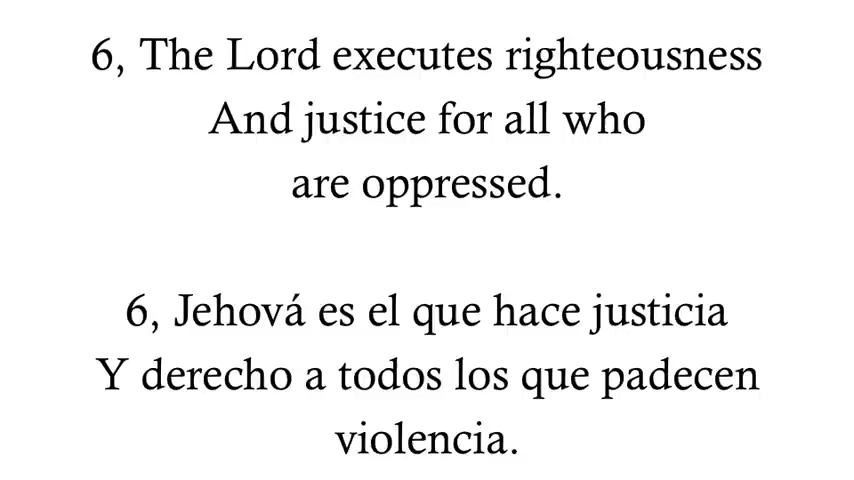 6, The Lord executes righteousness
And justice for all who
are oppressed.
6, Jehová es el que hace justicia
Y derecho a todos los que padecen
violencia.